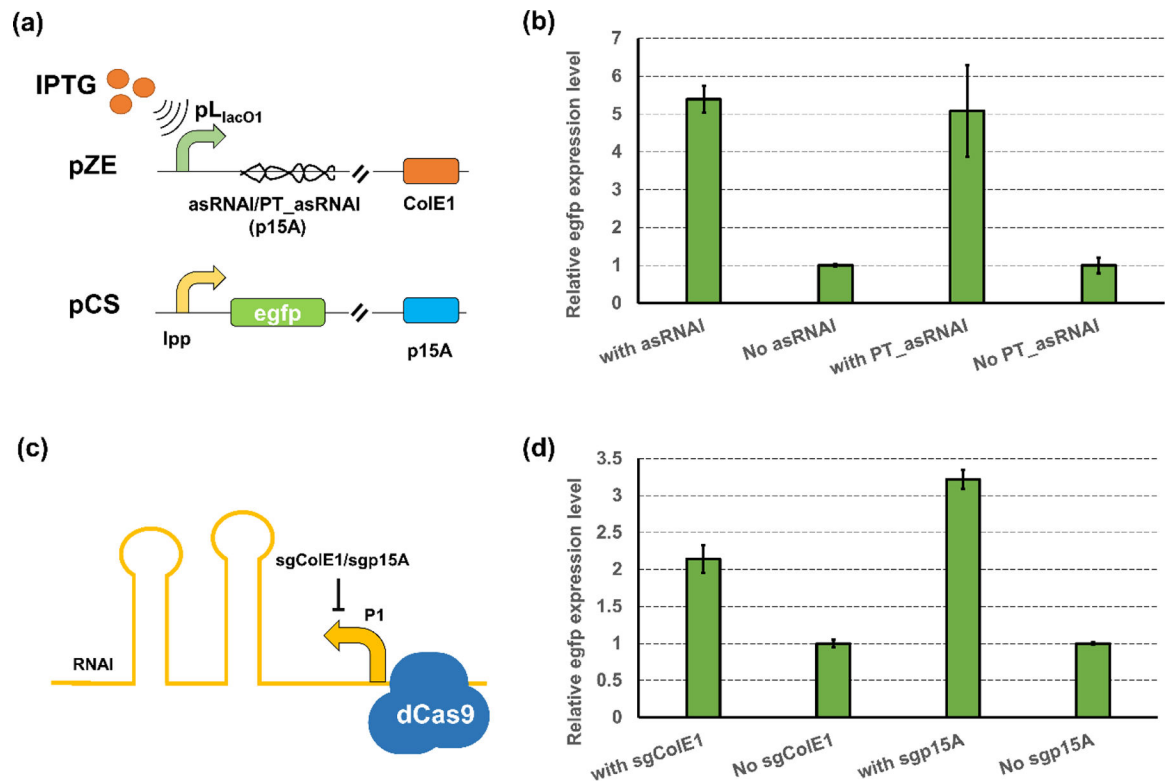 (a)
IPTG
pLlacO1
pZE
asRNAI/PT_asRNAI
(p15A)
ColE1
pCS
egfp
lpp
p15A
(b)
Relative egfp expression level
7
6
5
4
3
2
1
0
with asRNAI
No asRNAI
with PT_asRNAI
No PT_asRNAI
(c)
sgColE1/sgp15A
P1
RNAI
dCas9
(d)
Relative egfp expression level
3.5
3
2.5
2
1.5
1
0.5
0
with sgColE1
No sgColE1
with sgp15A
No sgp15A